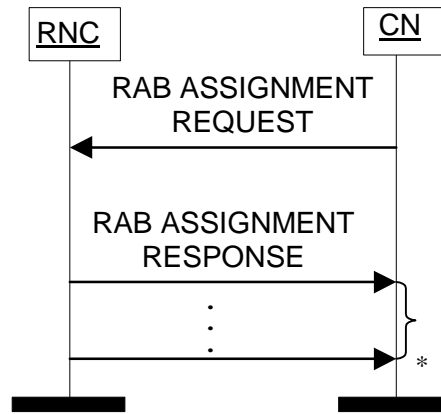 RNC
CN
RAB ASSIGNMENT
REQUEST
RAB ASSIGNMENT
RESPONSE
*